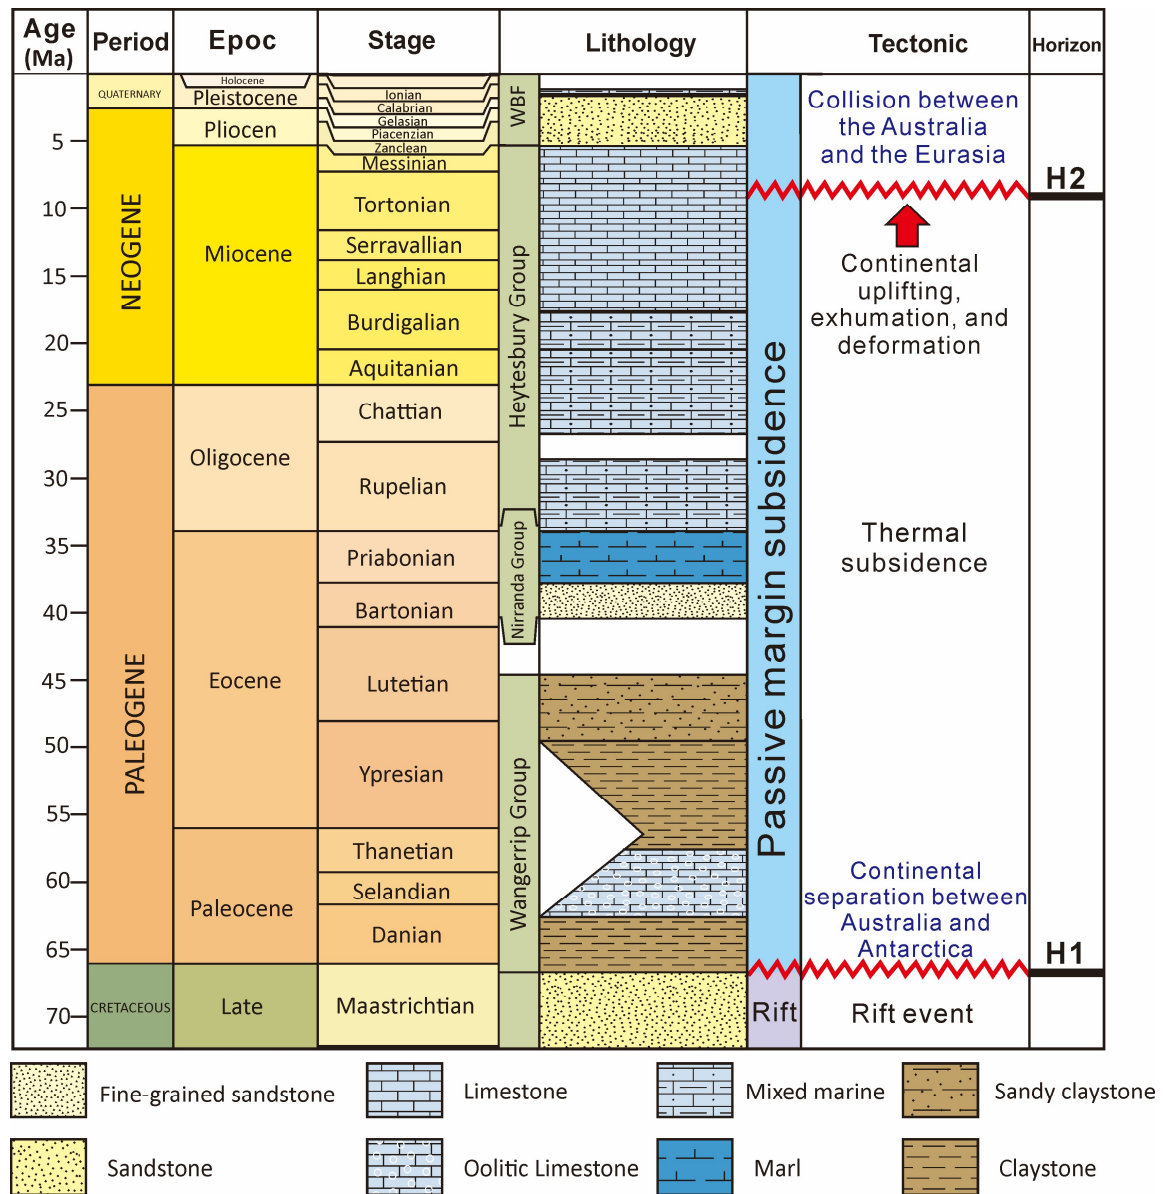 Age
(Ma)
Period
Epoc
Stage
Lithology
Tectonic
Horizon
5
10
15
20
25
30
35
40
45
50
55
60
65
70
QUATERNARY
NEOGENE
PALEOGENE
CRETACEOUS
Holocene
Pleistocene
Pliocen
Miocene
Oligocene
Eocene
Paleocene
Late
Ionian
Calabrian
Gelasian
Piacenzian
Zanclean
Messinian
Tortonian
Serravallian
Langhian
Burdigalian
Aquitanian
Chattian
Rupelian
Priabonian
Bartonian
Lutetian
Ypresian
Thanetian
Selandian
Danian
Maastrichtian
WBF
Heytesbury Group
Nirranda Group
Wangerrip Group
Passive margin subsidence
Rift
Collision between
the Australia
and the Eurasia
Continental
uplifting,
exhumation, and
deformation
Thermal
subsidence
Continental
separation between
Australia and
Antarctica
Rift event
H2
H1
Fine-grained sandstone
Limestone
Mixed marine
Sandy claystone
Sandstone
Oolitic Limestone
Marl
Claystone